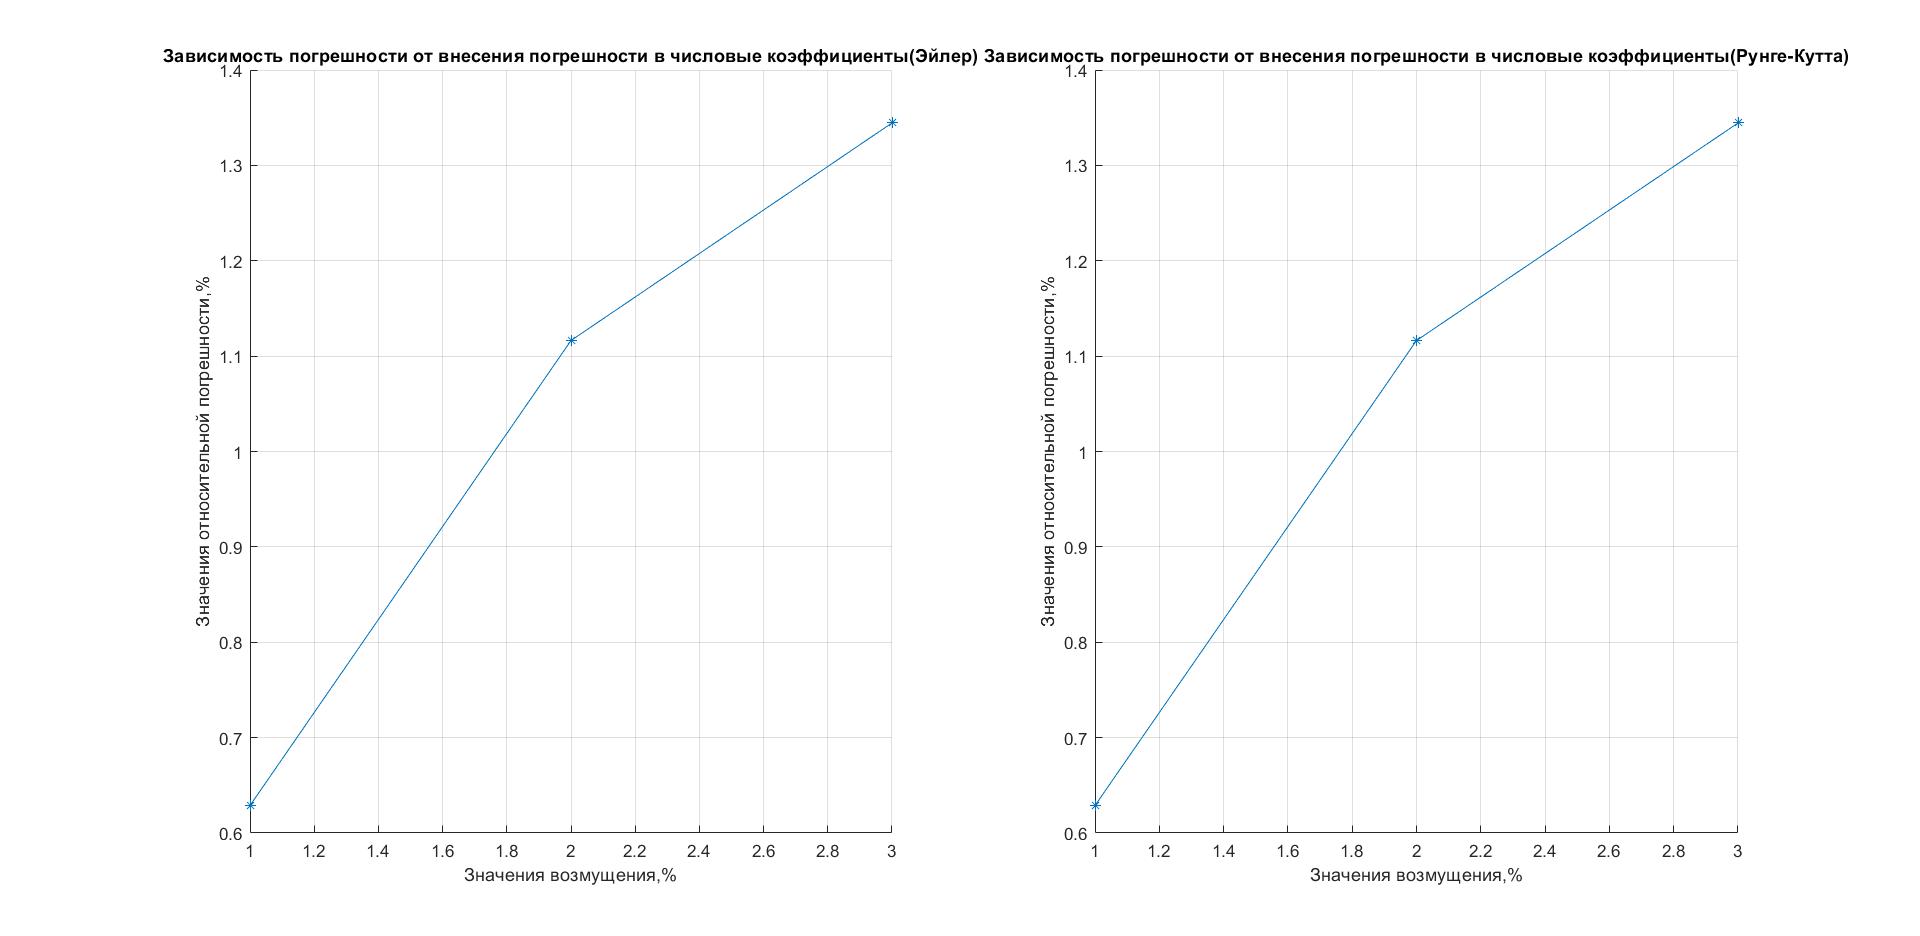 Зависимость погрешности от внесения погрешности в числовые коэффициенты(Эйлер)
1.4
1.3
1.2
1.1
1
0.9
0.8
0.7
0.6
Значения относительной погрешности,%
1 1.2 1.4 1.6 1.8 2 2.2 2.4 2.6 2.8 3
Значения возмущения,%
Зависимость погрешности от внесения погрешности в числовые коэффициенты(Рунге-Кутта)
1.4
1.3
1.2
1.1
1
0.9
0.8
0.7
0.6
Значения относительной погрешности,%
1 1.2 1.4 1.6 1.8 2 2.2 2.4 2.6 2.8 3
Значения возмущения,%